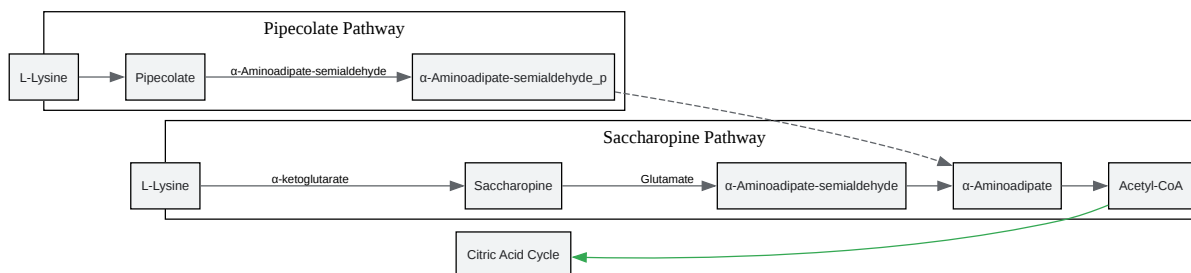 Pipecolate Pathway
L-Lysine
Pipecolate
α-Aminoadipate-semialdehyde
α-Aminoadipate-semialdehyde_p
Saccharopine Pathway
L-Lysine
α-ketoglutarate
Saccharopine
Glutamate
α-Aminoadipate-semialdehyde
α-Aminoadipate
Acetyl-CoA
Citric Acid Cycle